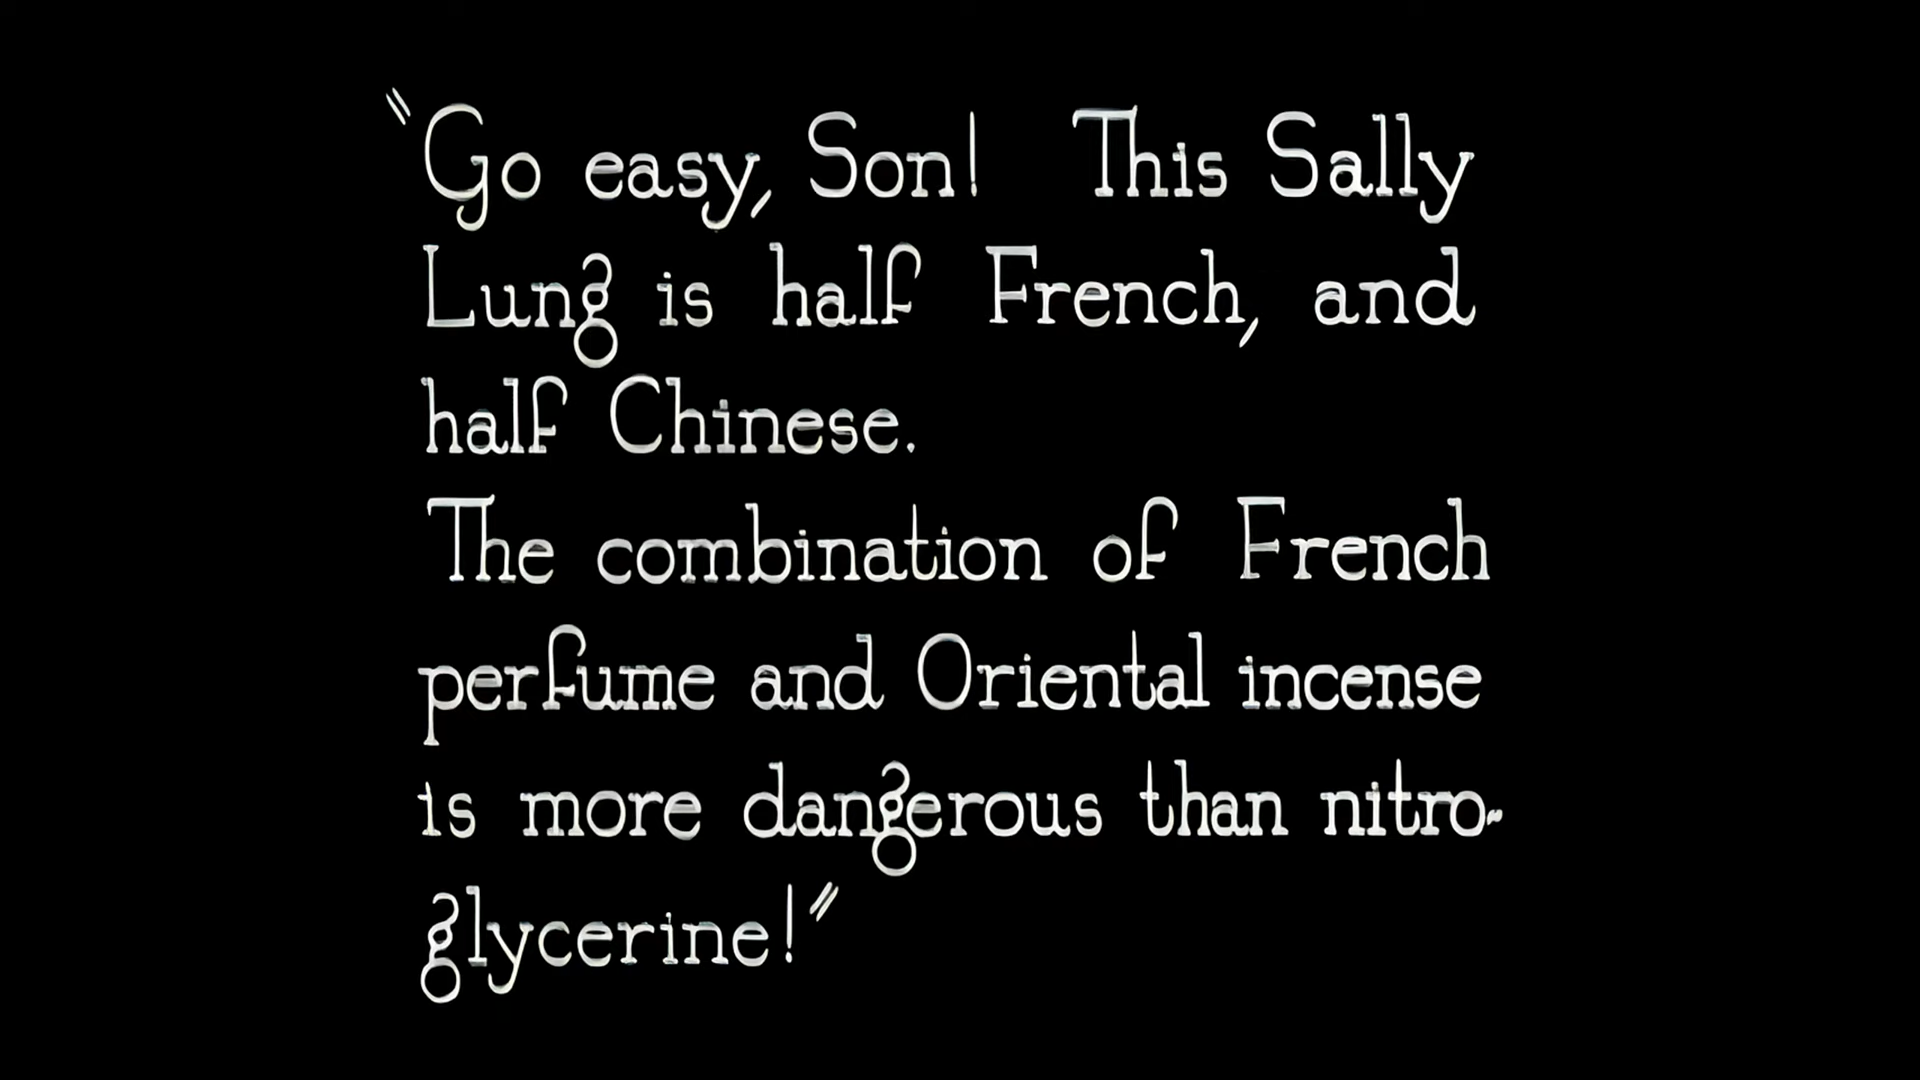 "Go easy, Son! This Sally
Lung is half French, and
half Chinese.
The combination of French
perfume and Oriental incense
is more dangerous than nitro-
glycerine!"